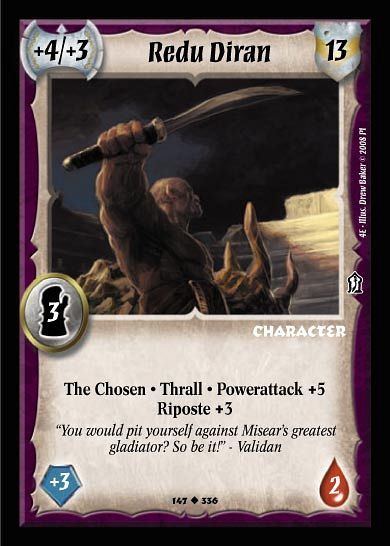 +4/+3
Redu Diran
13
4E · Illus. Drew Baker © 2008 PI
3
CHARACTER
The Chosen • Thrall • Powerattack +5
Riposte +3
“You would pit yourself against Misear's greatest
gladiator? So be it!” - Validan
+3
147 ◆ 336
2